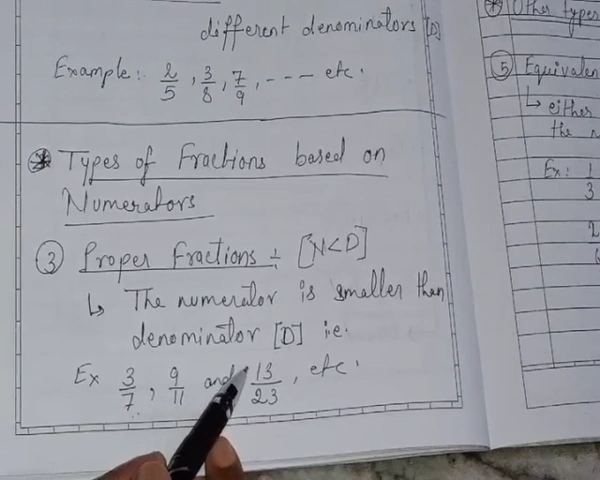 different denominators [D]
Example:- 2/5, 3/8, 7/9, --- etc.
* Types of Fractions based on
Numerators
③ Proper Fractions :- [N<D]
↳ The numerator is smaller than
denominator [D] i.e.
Ex 3/7, 9/11 and 13/23, etc.
* Other types
⑤ Equivalen
↳ either
the n
Ex: 1
3
2